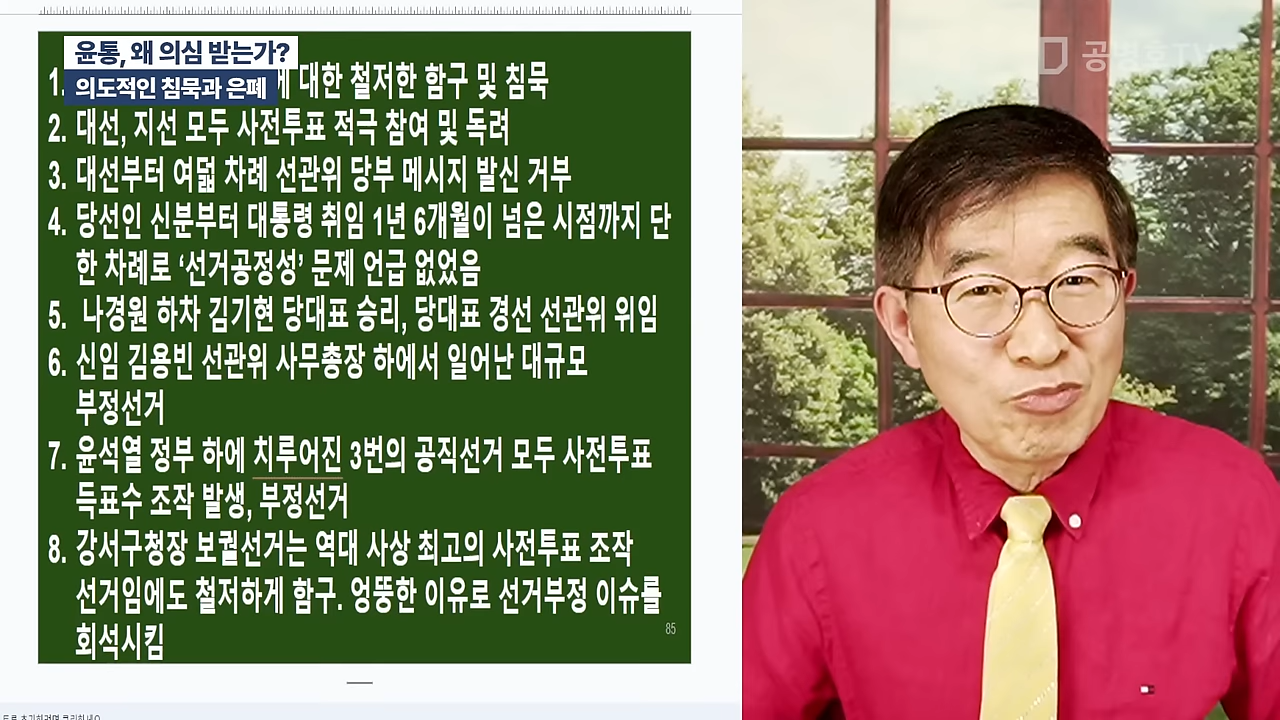 윤통, 왜 의심 받는가?
의도적인 침묵과 은폐
1. 대한 철저한 함구 및 침묵
2. 대선, 지선 모두 사전투표 적극 참여 및 독려
3. 대선부터 여덟 차례 선관위 당부 메시지 발신 거부
4. 당선인 신분부터 대통령 취임 1년 6개월이 넘은 시점까지 단
한 차례로 ‘선거공정성’ 문제 언급 없었음
5. 나경원 하차 김기현 당대표 승리, 당대표 경선 선관위 위임
6. 신임 김용빈 선관위 사무총장 하에서 일어난 대규모
부정선거
7. 윤석열 정부 하에 치루어진 3번의 공직선거 모두 사전투표
득표수 조작 발생, 부정선거
8. 강서구청장 보궐선거는 역대 사상 최고의 사전투표 조작
선거임에도 철저하게 함구. 엉뚱한 이유로 선거부정 이슈를
희석시킴
85
공병호TV